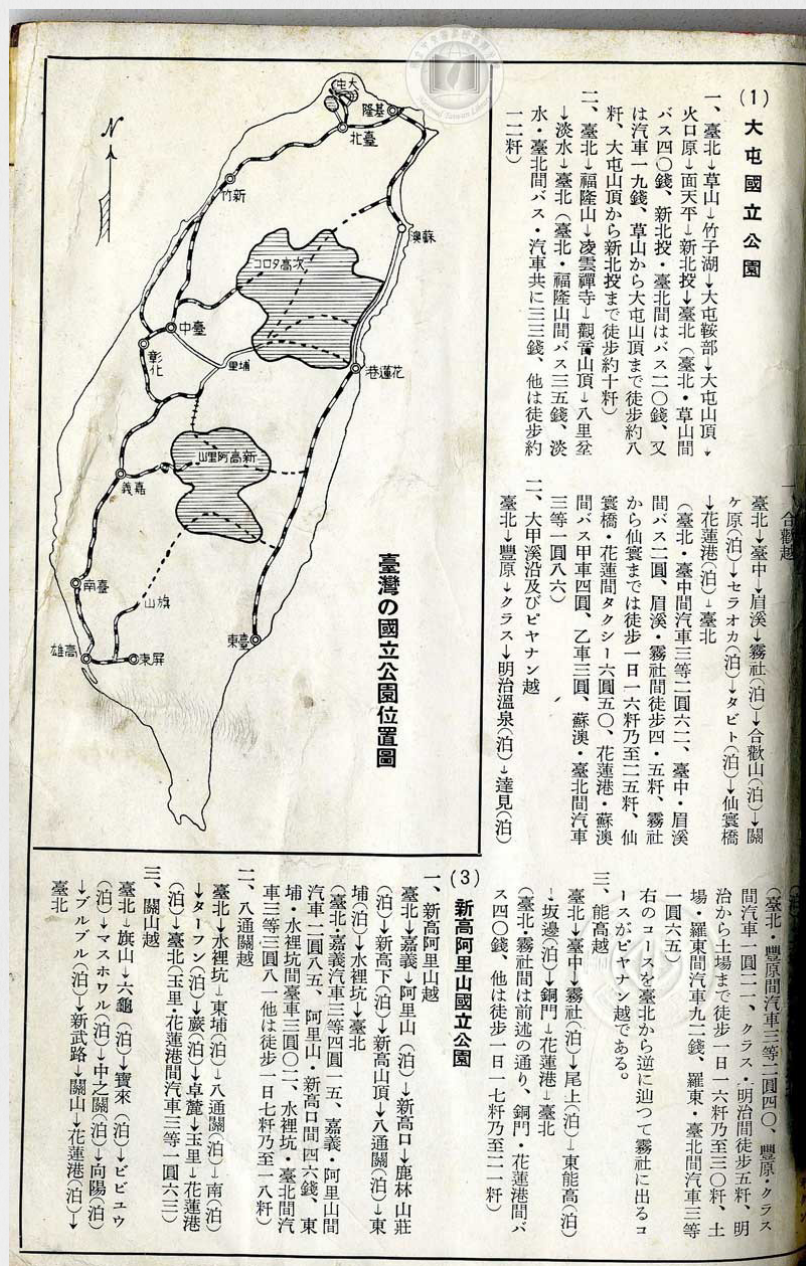 (1) 大屯國立公園
一、臺北→草山→竹子湖→大屯鞍部→大屯山頂→
火口原→面天平→新北投→臺北（臺北・草山間
バス四〇錢、新北投・臺北間はバス二〇錢、又
は汽車一九錢、草山から大屯山頂まで徒步約八
粁、大屯山頂から新北投まで徒步約十粁）
二、臺北→福隆山→凌雲禪寺→觀音山頂→八里坌
→淡水→臺北（臺北・福隆山間バス三五錢、淡
水・臺北間バス・汽車共に三三錢、他は徒步約
一二粁）
一、合歡越
臺北→臺中→眉溪→霧社(泊)→合歡山(泊)→關
ケ原(泊)→セラオカ(泊)→タビト(泊)→仙寰橋
→花蓮港(泊)→臺北
（臺北・臺中間汽車三等二圓六二、臺中・眉溪
間バス二圓、眉溪・霧社間徒步四・五粁、霧社
から仙寰までは徒步一日一六粁乃至二五粁、仙
寰橋・花蓮間タクシー六圓五〇、花蓮港・蘇澳
間バス甲車四圓、乙車三圓、蘇澳・臺北間汽車
三等一圓八六）
二、大甲溪沿及びピヤナン越
臺北→豐原→クラス→明治溫泉(泊)→達見(泊)
（臺北・豐原間汽車三等二圓四〇、豐原・クラス
間汽車一圓二一、クラス・明治間徒步五粁、明
治から土場まで徒步一日一六粁乃至三〇粁、土
場・羅東間汽車九二錢、羅東・臺北間汽車三等
一圓六五）
右のコースを臺北から逆に辿つて霧社に出るコ
ースがピヤナン越である。
三、能高越
臺北→臺中→霧社(泊)→尾上(泊)→東能高(泊)
→坂邊(泊)→銅門→花蓮港→臺北
（臺北・霧社間は前述の通り、銅門・花蓮港間バ
ス四〇錢、他は徒步一日一七粁乃至二一粁）
(3) 新高阿里山國立公園
一、新高阿里山越
臺北→嘉義→阿里山（泊）→新高口→鹿林山莊
（泊）→新高下(泊)→新高山頂→八通關(泊)→東
埔(泊)→水裡坑→臺北
（臺北・嘉義汽車三等四圓一五、嘉義・阿里山間
汽車二圓八五、阿里山・新高口間四六錢、東
埔・水裡坑間臺車三圓〇二、水裡坑・臺北間汽
車三等三圓八一他は徒步一日七粁乃至一八粁）
二、八通關越
臺北→水裡坑→東埔(泊)→八通關(泊)→南(泊)
→ターフン(泊)→蕨(泊)→卓麓→玉里→花蓮港
(泊)→臺北(玉里・花蓮港間汽車三等一圓六三)
三、關山越
臺北→旗山→六龜（泊）→寶來（泊）→ビビユウ
(泊)→マスホワル(泊)→中之關(泊)→向陽(泊)
→ブルブル(泊)→新武路→關山→花蓮港(泊)→
臺北
臺灣の國立公園位置圖
N
大屯
基隆
臺北
新竹
蘇澳
次高タロコ
臺中
彰化
埔里
花蓮港
新高阿里山
嘉義
臺南
旗山
臺東
高雄
屏東